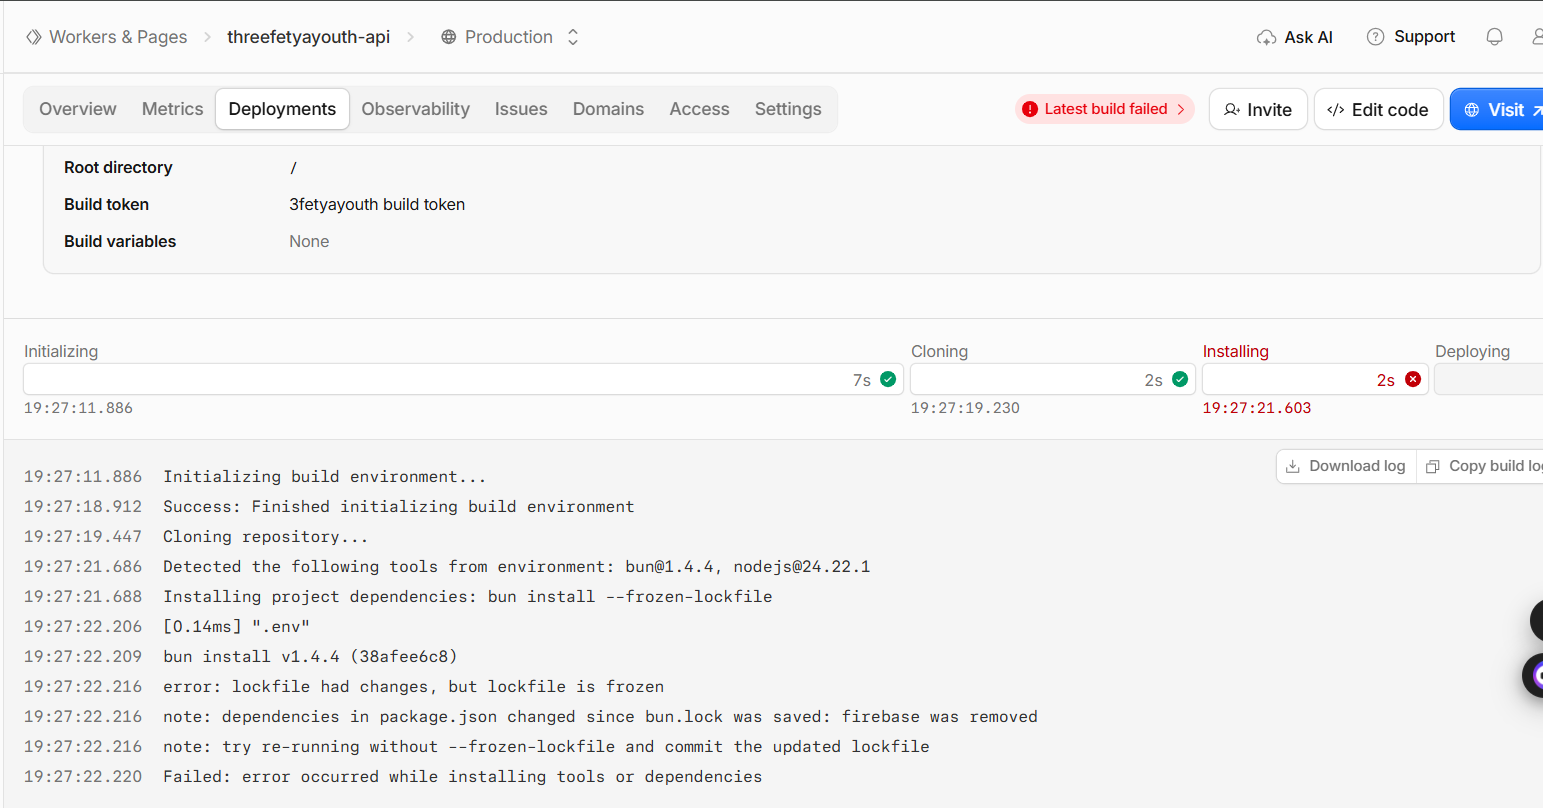 Workers & Pages > threefetyayouth-api > Production
Ask AI
Support
Overview
Metrics
Deployments
Observability
Issues
Domains
Access
Settings
Latest build failed
Invite
Edit code
Visit
Root directory /
Build token 3fetyayouth build token
Build variables None
Initializing
7s
19:27:11.886
Cloning
2s
19:27:19.230
Installing
2s
19:27:21.603
Deploying
Download log
Copy build log
19:27:11.886 Initializing build environment...
19:27:18.912 Success: Finished initializing build environment
19:27:19.447 Cloning repository...
19:27:21.686 Detected the following tools from environment: bun@1.4.4, nodejs@24.22.1
19:27:21.688 Installing project dependencies: bun install --frozen-lockfile
19:27:22.206 [0.14ms] ".env"
19:27:22.209 bun install v1.4.4 (38afee6c8)
19:27:22.216 error: lockfile had changes, but lockfile is frozen
19:27:22.216 note: dependencies in package.json changed since bun.lock was saved: firebase was removed
19:27:22.216 note: try re-running without --frozen-lockfile and commit the updated lockfile
19:27:22.220 Failed: error occurred while installing tools or dependencies